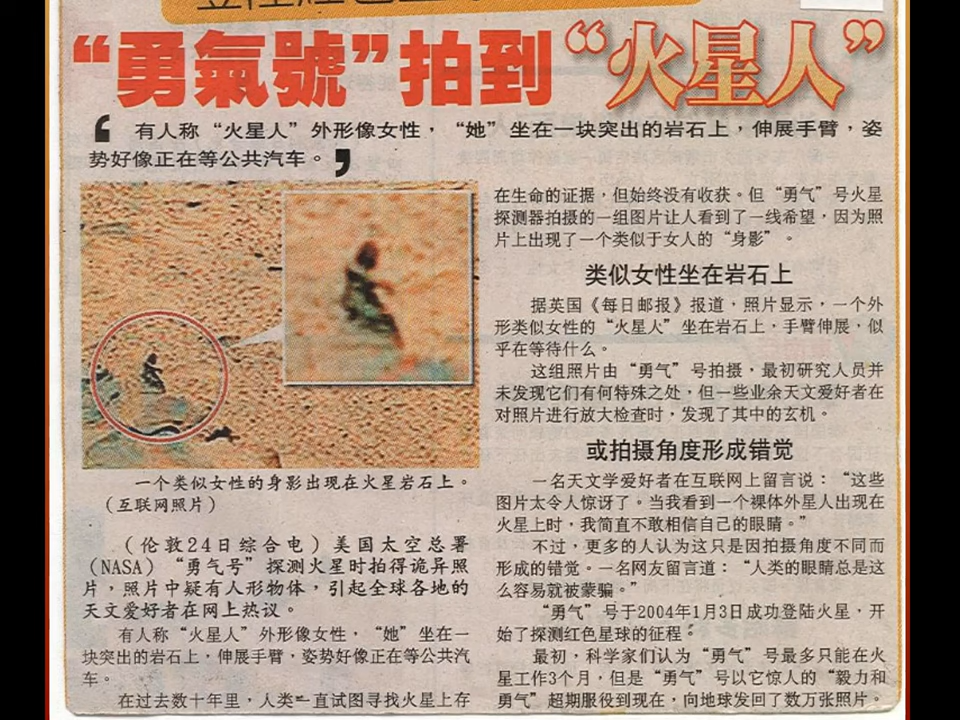 “勇氣號”拍到“火星人”
有人称“火星人”外形像女性，“她”坐在一块突出的岩石上，伸展手臂，姿
势好像正在等公共汽车。
一个类似女性的身影出现在火星岩石上。
（互联网照片）
（伦敦24日综合电）美国太空总署
（NASA）“勇气号”探测火星时拍得诡异照
片，照片中疑有人形物体，引起全球各地的
天文爱好者在网上热议。
有人称“火星人”外形像女性，“她”坐在一
块突出的岩石上，伸展手臂，姿势好像正在等公共汽
车。
在过去数十年里，人类一直试图寻找火星上存
在生命的证据，但始终没有收获。但“勇气”号火星
探测器拍摄的一组图片让人看到了一线希望，因为照
片上出现了一个类似于女人的“身影”。
类似女性坐在岩石上
据英国《每日邮报》报道，照片显示，一个外
形类似女性的“火星人”坐在岩石上，手臂伸展，似
乎在等待什么。
这组照片由“勇气”号拍摄，最初研究人员并
未发现它们有何特殊之处，但一些业余天文爱好者在
对照片进行放大检查时，发现了其中的玄机。
或拍摄角度形成错觉
一名天文学爱好者在互联网上留言说：“这些
图片太令人惊讶了。当我看到一个裸体外星人出现在
火星上时，我简直不敢相信自己的眼睛。”
不过，更多的人认为这只是因拍摄角度不同而
形成的错觉。一名网友留言道：“人类的眼睛总是这
么容易就被蒙骗。”
“勇气”号于2004年1月3日成功登陆火星，开
始了探测红色星球的征程。
最初，科学家们认为“勇气”号最多只能在火
星工作3个月，但是“勇气”号以它惊人的“毅力和
勇气”超期服役到现在，向地球发回了数万张照片。